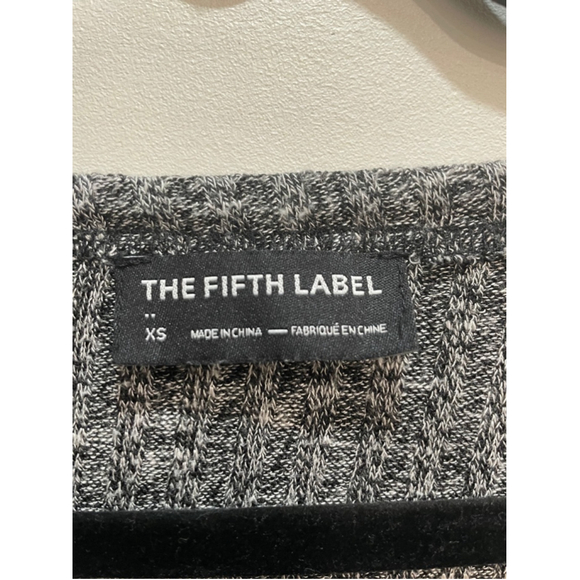 THE FIFTH LABEL
..
XS MADE IN CHINA — FABRIQUÉ EN CHINE